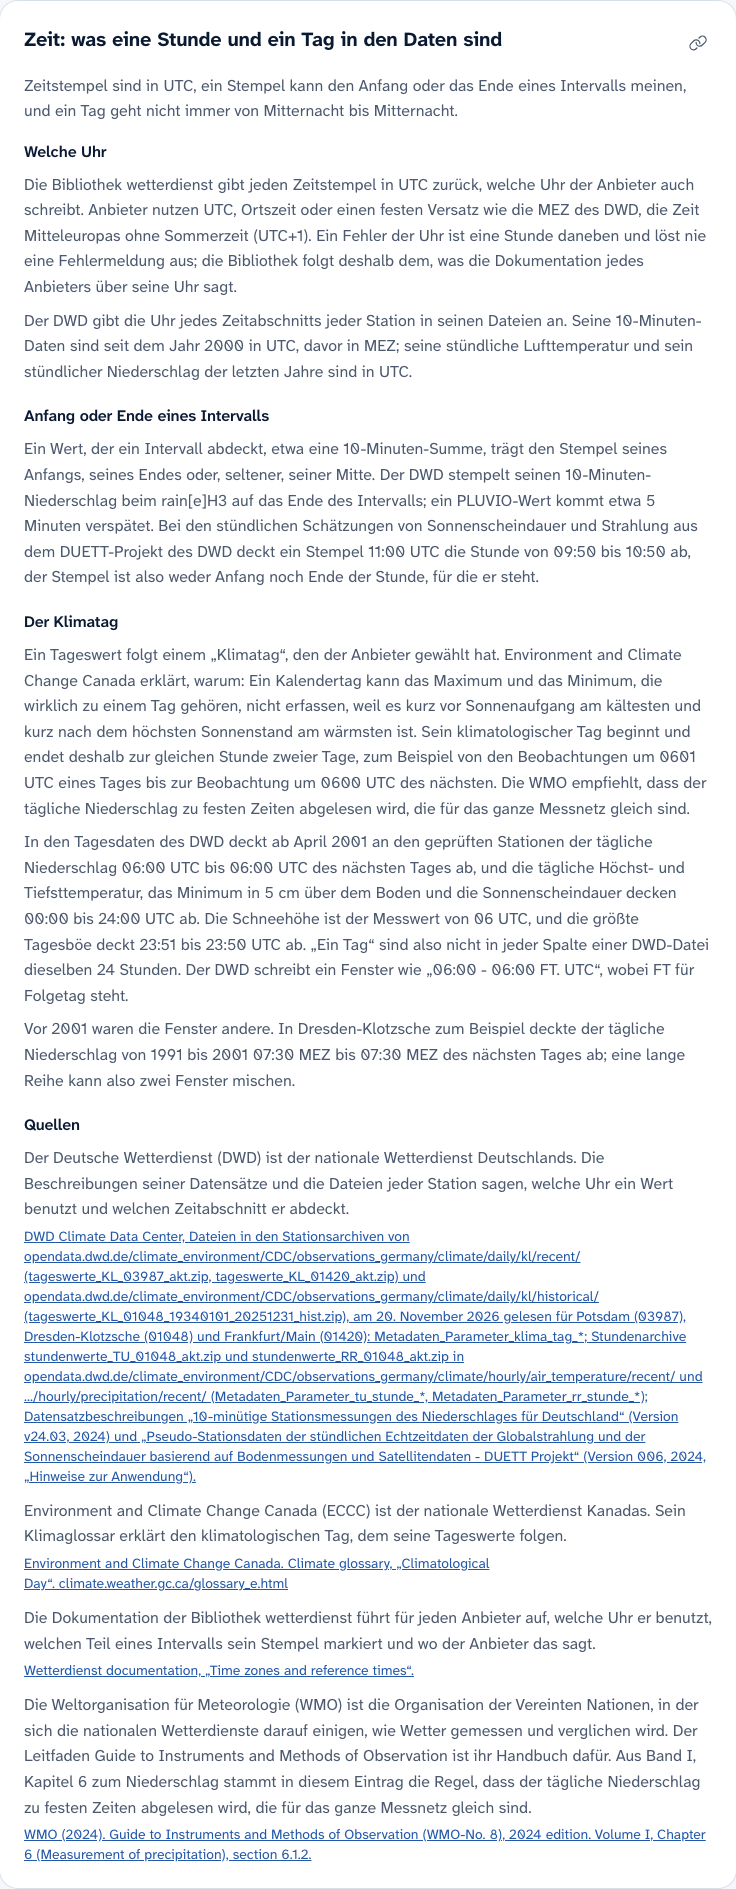 Zeit: was eine Stunde und ein Tag in den Daten sind
Zeitstempel sind in UTC, ein Stempel kann den Anfang oder das Ende eines Intervalls meinen,
und ein Tag geht nicht immer von Mitternacht bis Mitternacht.
Welche Uhr
Die Bibliothek wetterdienst gibt jeden Zeitstempel in UTC zurück, welche Uhr der Anbieter auch
schreibt. Anbieter nutzen UTC, Ortszeit oder einen festen Versatz wie die MEZ des DWD, die Zeit
Mitteleuropas ohne Sommerzeit (UTC+1). Ein Fehler der Uhr ist eine Stunde daneben und löst nie
eine Fehlermeldung aus; die Bibliothek folgt deshalb dem, was die Dokumentation jedes
Anbieters über seine Uhr sagt.
Der DWD gibt die Uhr jedes Zeitabschnitts jeder Station in seinen Dateien an. Seine 10-Minuten-
Daten sind seit dem Jahr 2000 in UTC, davor in MEZ; seine stündliche Lufttemperatur und sein
stündlicher Niederschlag der letzten Jahre sind in UTC.
Anfang oder Ende eines Intervalls
Ein Wert, der ein Intervall abdeckt, etwa eine 10-Minuten-Summe, trägt den Stempel seines
Anfangs, seines Endes oder, seltener, seiner Mitte. Der DWD stempelt seinen 10-Minuten-
Niederschlag beim rain[e]H3 auf das Ende des Intervalls; ein PLUVIO-Wert kommt etwa 5
Minuten verspätet. Bei den stündlichen Schätzungen von Sonnenscheindauer und Strahlung aus
dem DUETT-Projekt des DWD deckt ein Stempel 11:00 UTC die Stunde von 09:50 bis 10:50 ab,
der Stempel ist also weder Anfang noch Ende der Stunde, für die er steht.
Der Klimatag
Ein Tageswert folgt einem „Klimatag“, den der Anbieter gewählt hat. Environment and Climate
Change Canada erklärt, warum: Ein Kalendertag kann das Maximum und das Minimum, die
wirklich zu einem Tag gehören, nicht erfassen, weil es kurz vor Sonnenaufgang am kältesten und
kurz nach dem höchsten Sonnenstand am wärmsten ist. Sein klimatologischer Tag beginnt und
endet deshalb zur gleichen Stunde zweier Tage, zum Beispiel von den Beobachtungen um 0601
UTC eines Tages bis zur Beobachtung um 0600 UTC des nächsten. Die WMO empfiehlt, dass der
tägliche Niederschlag zu festen Zeiten abgelesen wird, die für das ganze Messnetz gleich sind.
In den Tagesdaten des DWD deckt ab April 2001 an den geprüften Stationen der tägliche
Niederschlag 06:00 UTC bis 06:00 UTC des nächsten Tages ab, und die tägliche Höchst- und
Tiefsttemperatur, das Minimum in 5 cm über dem Boden und die Sonnenscheindauer decken
00:00 bis 24:00 UTC ab. Die Schneehöhe ist der Messwert von 06 UTC, und die größte
Tagesböe deckt 23:51 bis 23:50 UTC ab. „Ein Tag“ sind also nicht in jeder Spalte einer DWD-Datei
dieselben 24 Stunden. Der DWD schreibt ein Fenster wie „06:00 - 06:00 FT. UTC“, wobei FT für
Folgetag steht.
Vor 2001 waren die Fenster andere. In Dresden-Klotzsche zum Beispiel deckte der tägliche
Niederschlag von 1991 bis 2001 07:30 MEZ bis 07:30 MEZ des nächsten Tages ab; eine lange
Reihe kann also zwei Fenster mischen.
Quellen
Der Deutsche Wetterdienst (DWD) ist der nationale Wetterdienst Deutschlands. Die
Beschreibungen seiner Datensätze und die Dateien jeder Station sagen, welche Uhr ein Wert
benutzt und welchen Zeitabschnitt er abdeckt.
DWD Climate Data Center, Dateien in den Stationsarchiven von
opendata.dwd.de/climate_environment/CDC/observations_germany/climate/daily/kl/recent/
(tageswerte_KL_03987_akt.zip, tageswerte_KL_01420_akt.zip) und
opendata.dwd.de/climate_environment/CDC/observations_germany/climate/daily/kl/historical/
(tageswerte_KL_01048_19340101_20251231_hist.zip), am 20. November 2026 gelesen für Potsdam (03987),
Dresden-Klotzsche (01048) und Frankfurt/Main (01420): Metadaten_Parameter_klima_tag_*; Stundenarchive
stundenwerte_TU_01048_akt.zip und stundenwerte_RR_01048_akt.zip in
opendata.dwd.de/climate_environment/CDC/observations_germany/climate/hourly/air_temperature/recent/ und
…/hourly/precipitation/recent/ (Metadaten_Parameter_tu_stunde_*, Metadaten_Parameter_rr_stunde_*);
Datensatzbeschreibungen „10-minütige Stationsmessungen des Niederschlages für Deutschland“ (Version
v24.03, 2024) und „Pseudo-Stationsdaten der stündlichen Echtzeitdaten der Globalstrahlung und der
Sonnenscheindauer basierend auf Bodenmessungen und Satellitendaten - DUETT Projekt“ (Version 006, 2024,
„Hinweise zur Anwendung“).
Environment and Climate Change Canada (ECCC) ist der nationale Wetterdienst Kanadas. Sein
Klimaglossar erklärt den klimatologischen Tag, dem seine Tageswerte folgen.
Environment and Climate Change Canada. Climate glossary, „Climatological
Day“. climate.weather.gc.ca/glossary_e.html
Die Dokumentation der Bibliothek wetterdienst führt für jeden Anbieter auf, welche Uhr er benutzt,
welchen Teil eines Intervalls sein Stempel markiert und wo der Anbieter das sagt.
Wetterdienst documentation, „Time zones and reference times“.
Die Weltorganisation für Meteorologie (WMO) ist die Organisation der Vereinten Nationen, in der
sich die nationalen Wetterdienste darauf einigen, wie Wetter gemessen und verglichen wird. Der
Leitfaden Guide to Instruments and Methods of Observation ist ihr Handbuch dafür. Aus Band I,
Kapitel 6 zum Niederschlag stammt in diesem Eintrag die Regel, dass der tägliche Niederschlag
zu festen Zeiten abgelesen wird, die für das ganze Messnetz gleich sind.
WMO (2024). Guide to Instruments and Methods of Observation (WMO-No. 8), 2024 edition. Volume I, Chapter
6 (Measurement of precipitation), section 6.1.2.